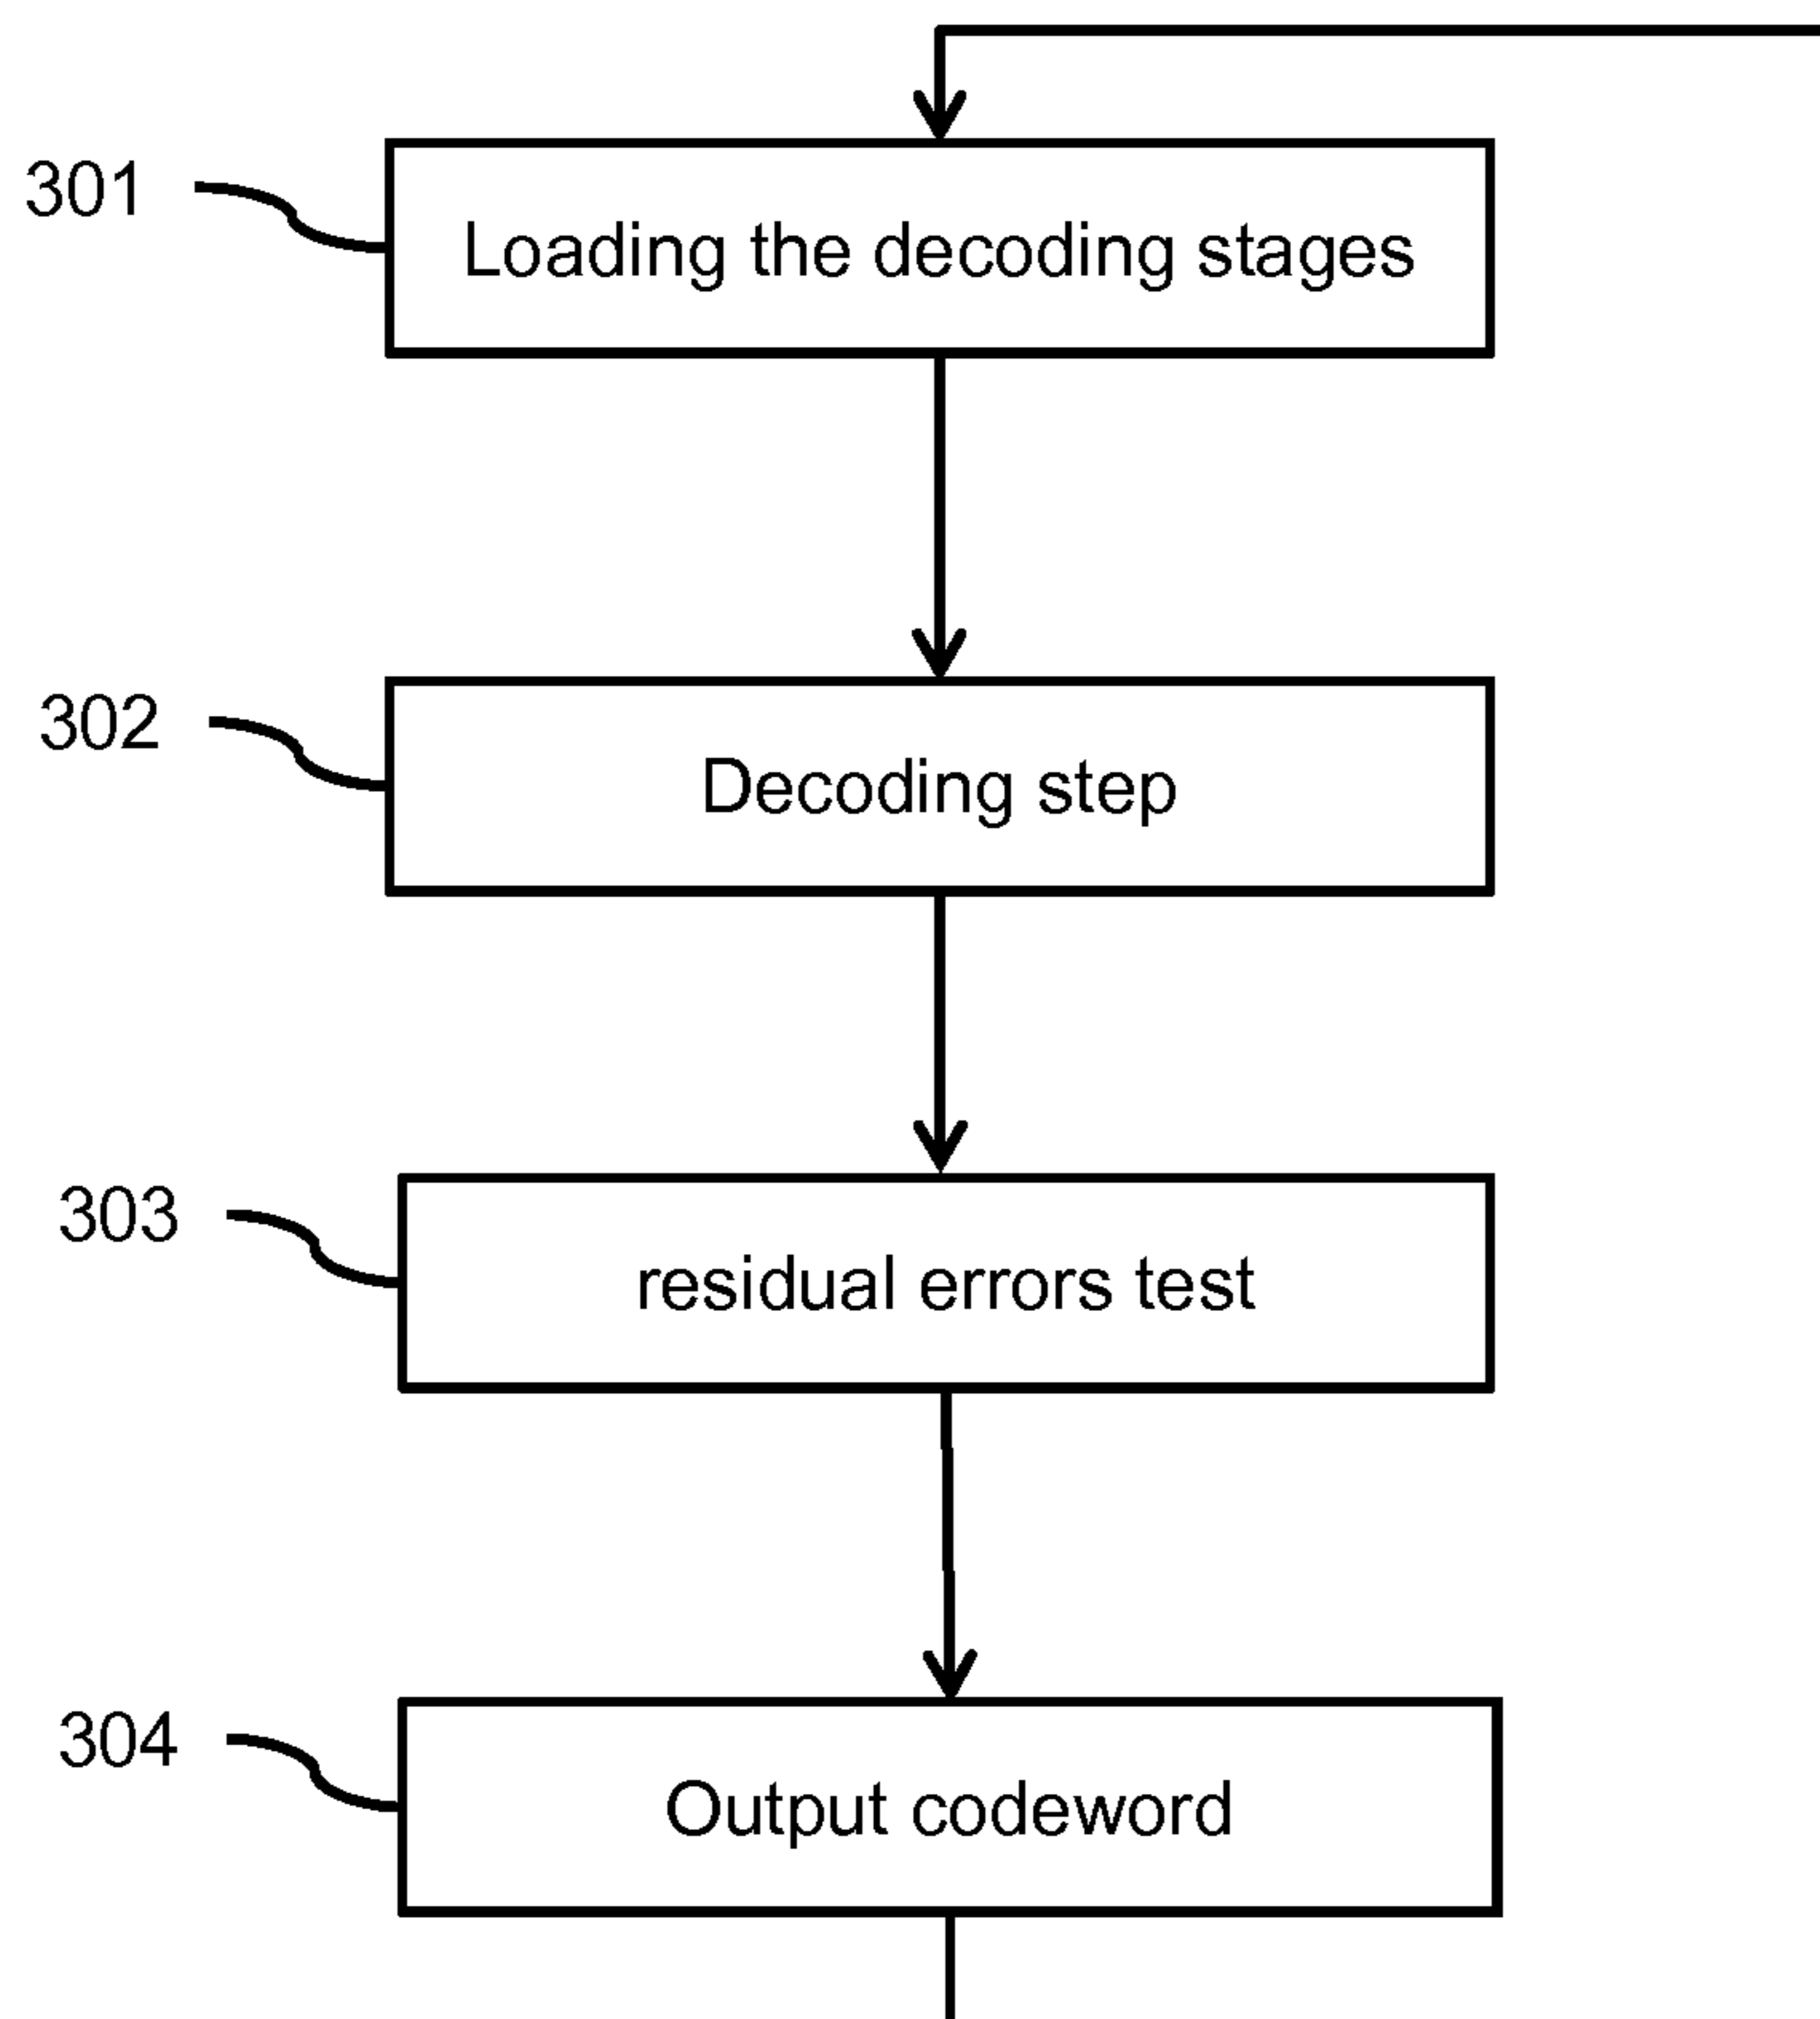 301
Loading the decoding stages
302
Decoding step
303
residual errors test
304
Output codeword